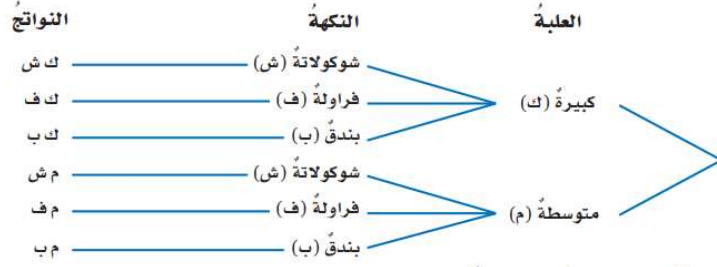 العلبةُ النكهةُ النواتجُ
شوكولاتةٌ (ش) ك ش
كبيرةٌ (ك) فراولةٌ (ف) ك ف
بندقٌ (ب) ك ب
شوكولاتةٌ (ش) م ش
متوسطةٌ (م) فراولةٌ (ف) م ف
بندقٌ (ب) م ب